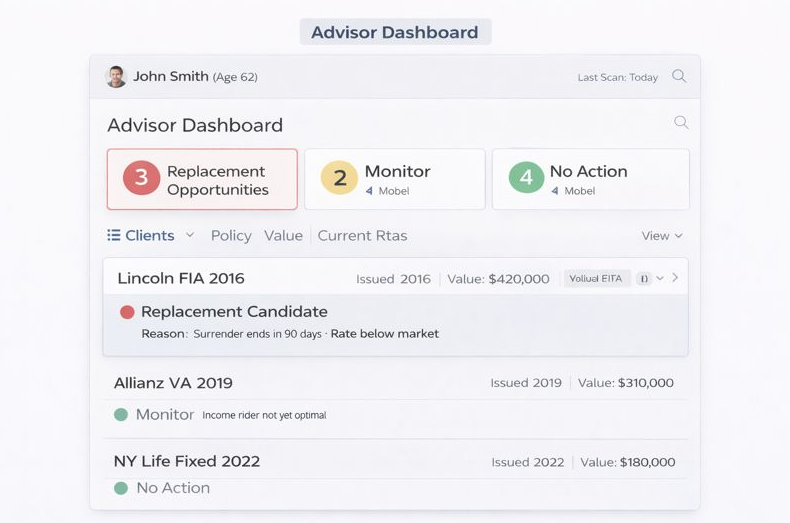 Advisor Dashboard
John Smith (Age 62) Last Scan: Today
Advisor Dashboard
3 Replacement Opportunities
2 Monitor
4 Mobel
4 No Action
4 Mobel
Clients Policy Value Current Rtas View
Lincoln FIA 2016 Issued 2016 Value: $420,000 Voliual EITA
Replacement Candidate
Reason: Surrender ends in 90 days · Rate below market
Allianz VA 2019 Issued 2019 Value: $310,000
Monitor Income rider not yet optimal
NY Life Fixed 2022 Issued 2022 Value: $180,000
No Action